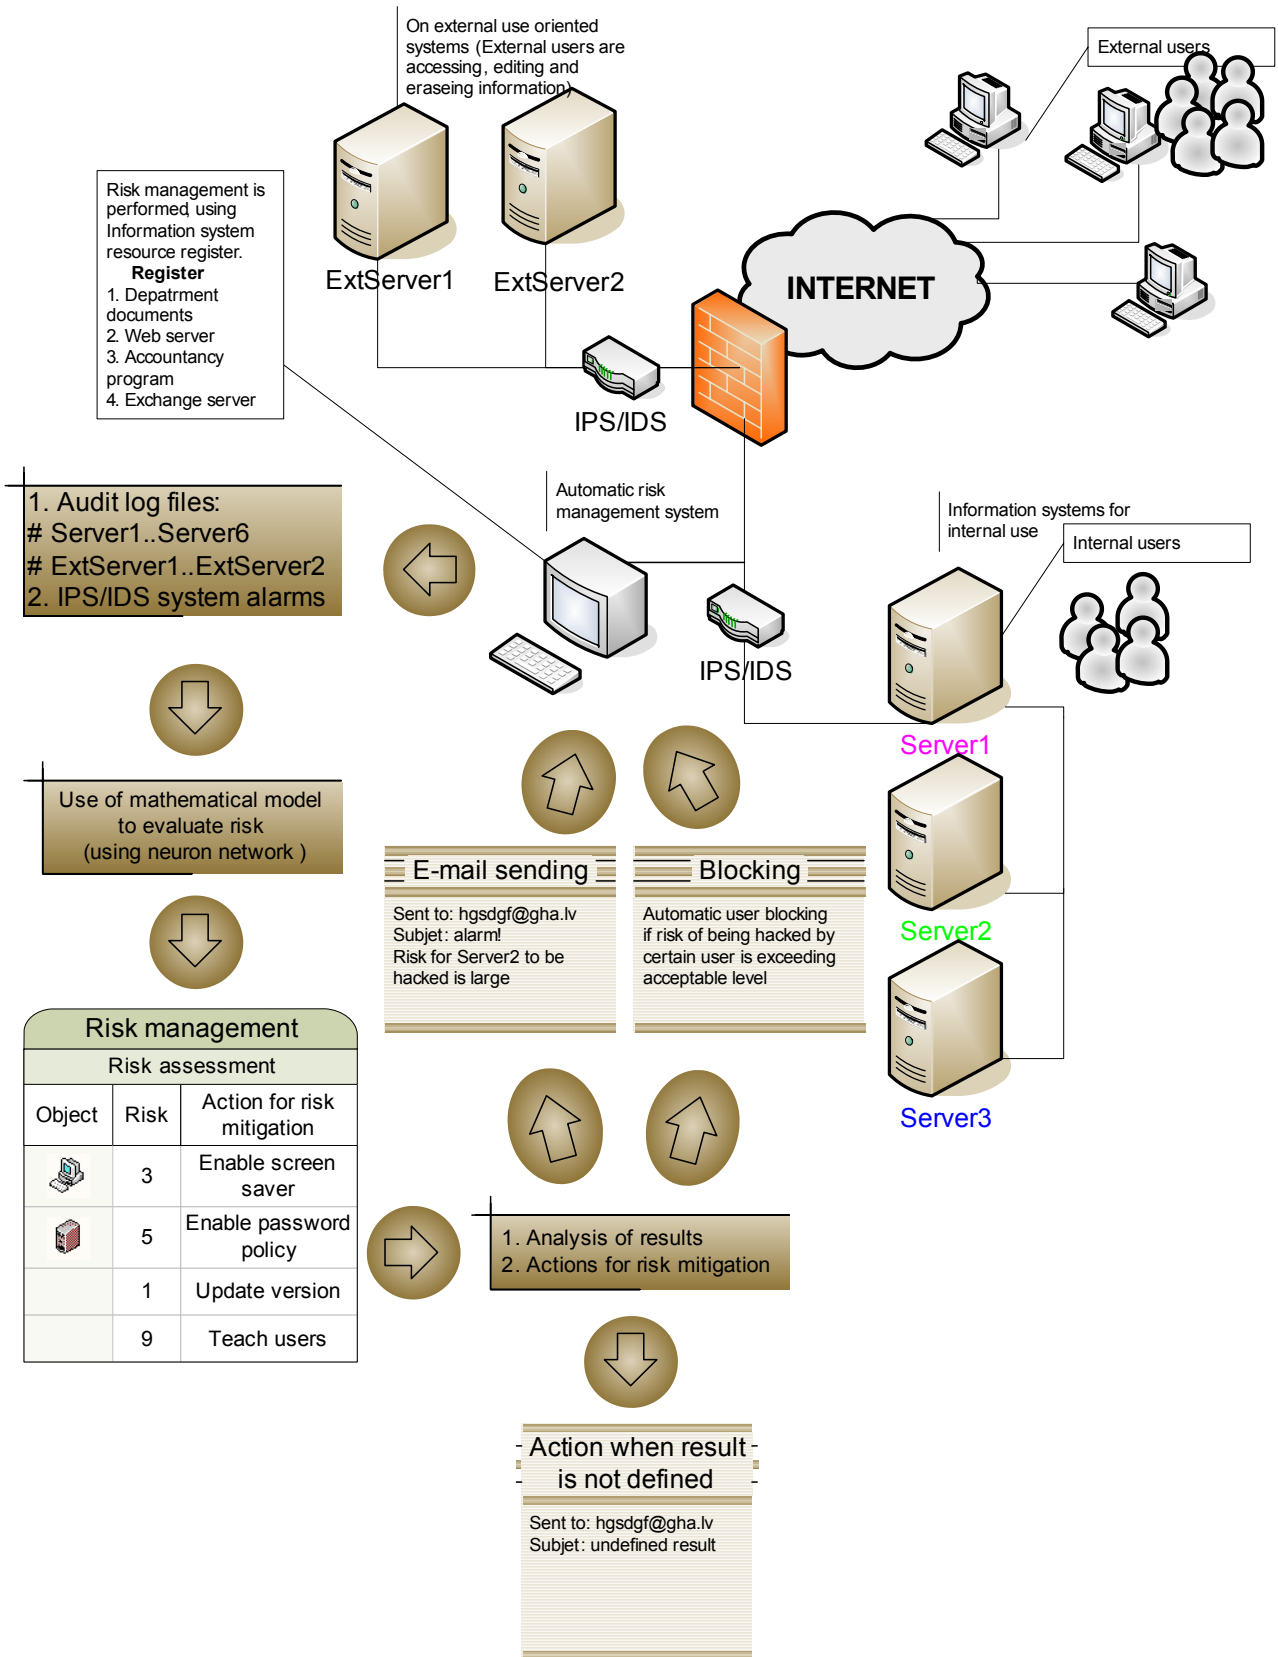 On external use oriented
systems (External users are
accessing, editing and
eraseing information)
External users
Risk management is
performed, using
Information system
resource register.
Register
1. Depatrment
documents
2. Web server
3. Accountancy
program
4. Exchange server
ExtServer1
ExtServer2
INTERNET
IPS/IDS
Automatic risk
management system
Information systems for
internal use
Internal users
1. Audit log files:
# Server1..Server6
# ExtServer1..ExtServer2
2. IPS/IDS system alarms
IPS/IDS
Server1
Use of mathematical model
to evaluate risk
(using neuron network )
E-mail sending
Sent to: hgsdgf@gha.lv
Subjet: alarm!
Risk for Server2 to be
hacked is large
Blocking
Automatic user blocking
if risk of being hacked by
certain user is exceeding
acceptable level
Server2
Server3
Risk management
Risk assessment
Object
Risk
Action for risk
mitigation
3
Enable screen
saver
5
Enable password
policy
1
Update version
9
Teach users
1. Analysis of results
2. Actions for risk mitigation
Action when result
is not defined
Sent to: hgsdgf@gha.lv
Subjet: undefined result